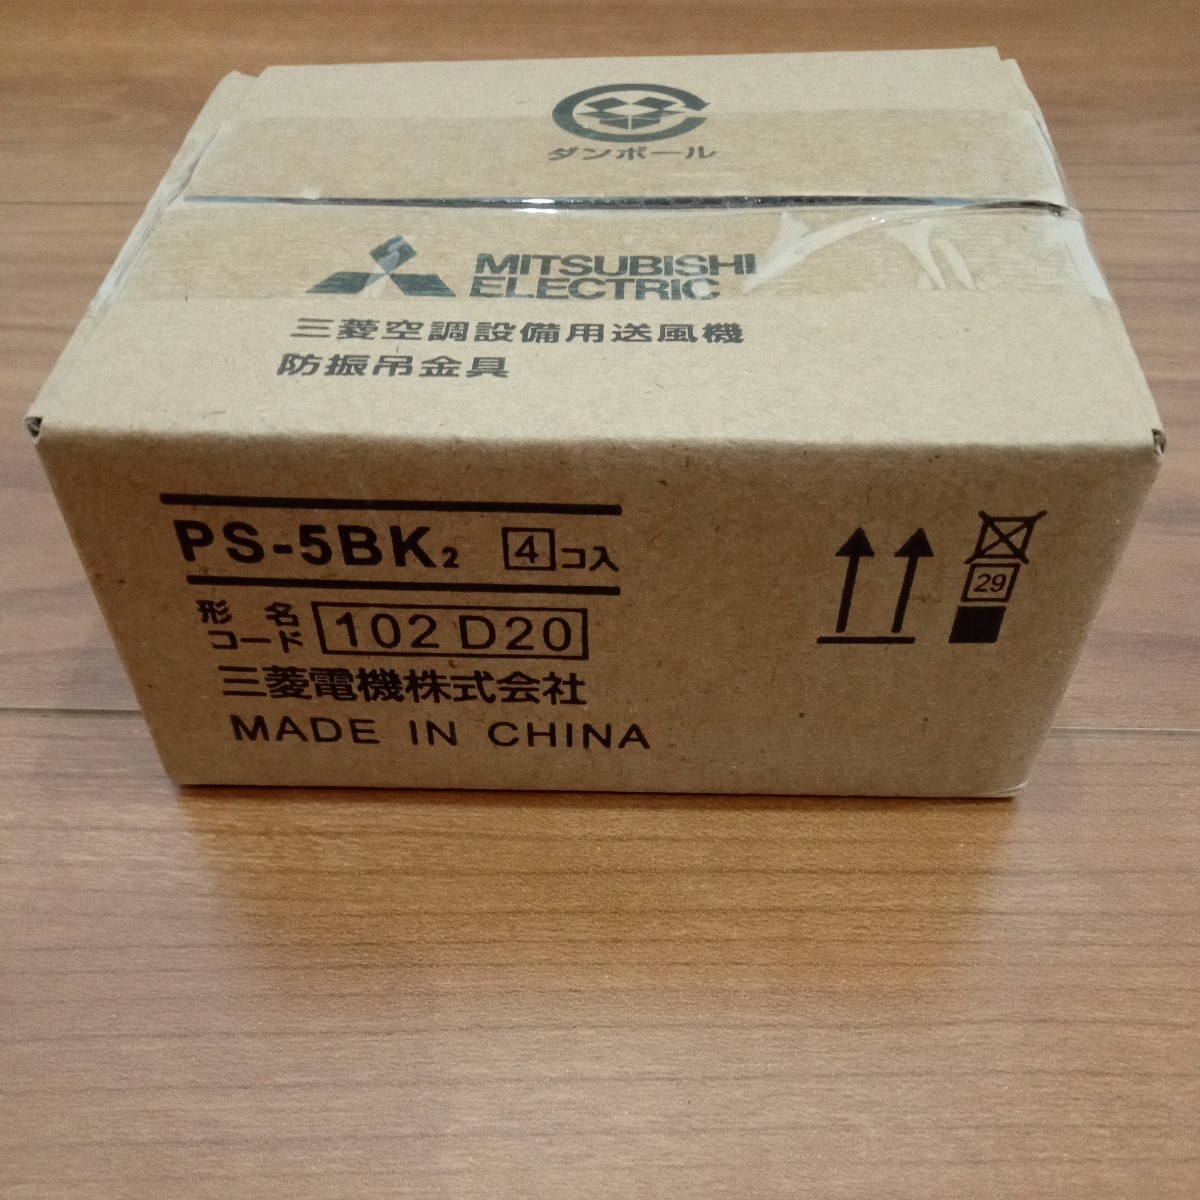 ダンボール
MITSUBISHI
ELECTRIC
三菱空調設備用送風機
防振吊金具
PS-5BK2 4コ入
形名
コード 102 D20
三菱電機株式会社
MADE IN CHINA
29